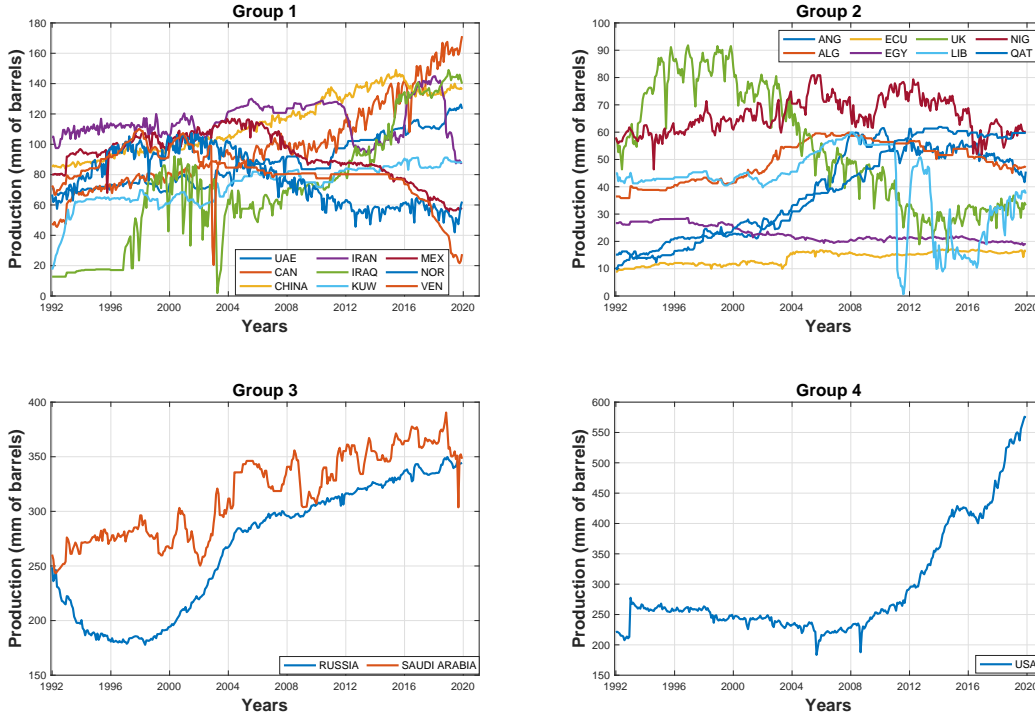 Group 1
Production (mm of barrels)
180
160
140
120
100
80
60
40
20
0
1992 1996 2000 2004 2008 2012 2016 2020
Years
UAE IRAN MEX
CAN IRAQ NOR
CHINA KUW VEN
Group 2
Production (mm of barrels)
100
90
80
70
60
50
40
30
20
10
0
1992 1996 2000 2004 2008 2012 2016 2020
Years
ANG ECU UK NIG
ALG EGY LIB QAT
Group 3
Production (mm of barrels)
400
350
300
250
200
150
1992 1996 2000 2004 2008 2012 2016 2020
Years
RUSSIA SAUDI ARABIA
Group 4
Production (mm of barrels)
600
550
500
450
400
350
300
250
200
150
1992 1996 2000 2004 2008 2012 2016 2020
Years
USA